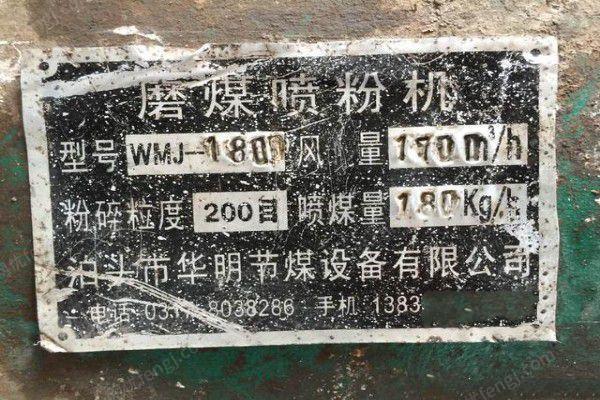 磨煤喷粉机
型号 WMJ-180 风量 1190m³/h
粉碎粒度 200目 喷煤量 180Kg/h
泊头市华明节煤设备有限公司
电话 0317 8038286 手机 1383